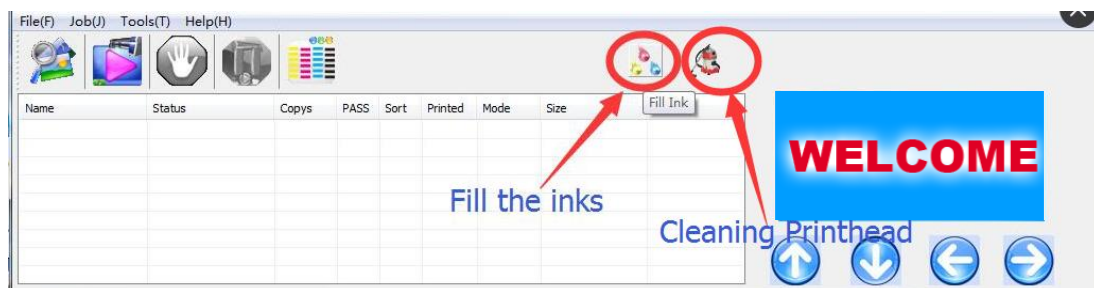 File(F) Job(J) Tools(T) Help(H)
Name Status Copys PASS Sort Printed Mode Size
Fill Ink
WELCOME
Fill the inks
Cleaning Printhead